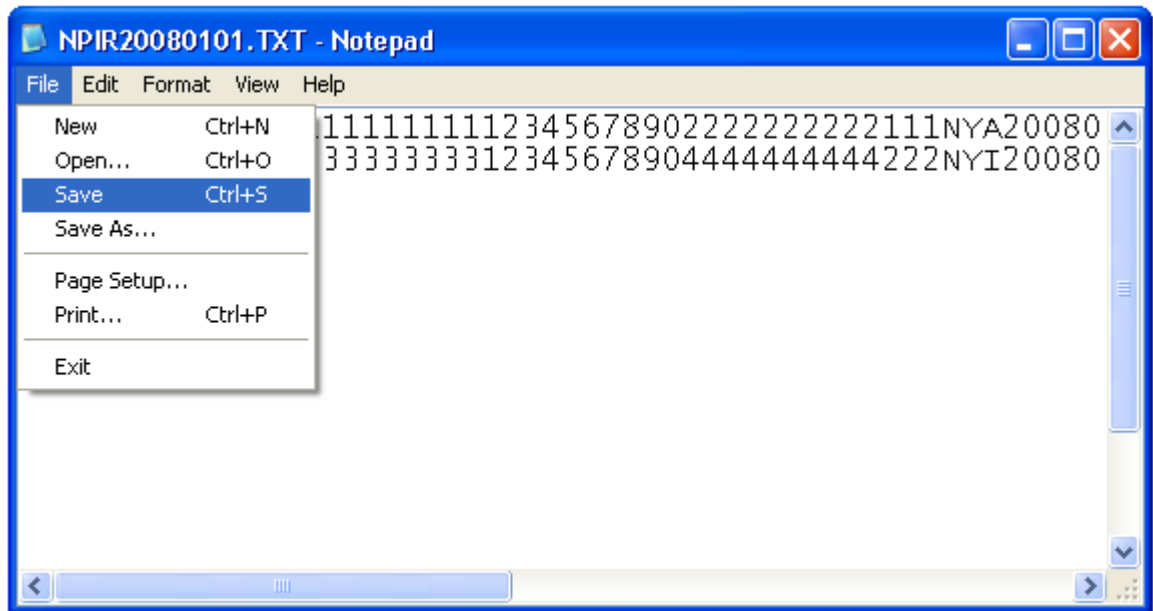 NPIR20080101.TXT - Notepad
File Edit Format View Help
New Ctrl+N
Open... Ctrl+O
Save Ctrl+S
Save As...
Page Setup...
Print... Ctrl+P
Exit
1111111112345678902222222222111NYA20080
3333333312345678904444444444222NYI20080